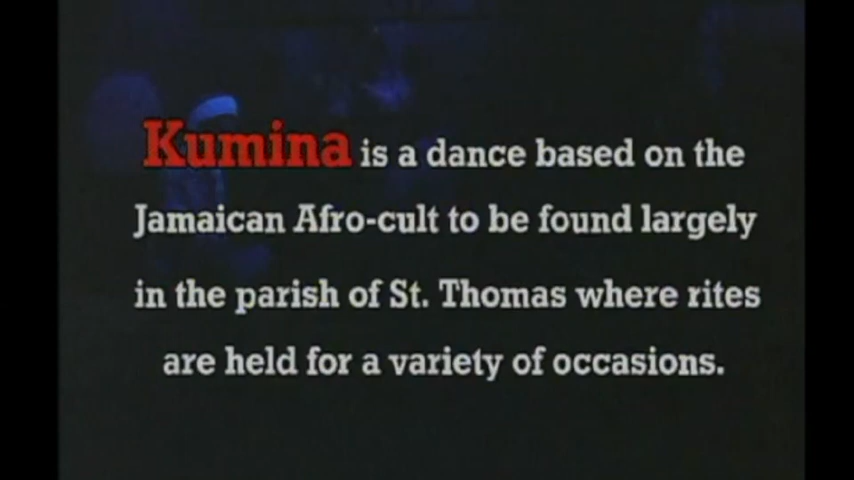 Kumina is a dance based on the
Jamaican Afro-cult to be found largely
in the parish of St. Thomas where rites
are held for a variety of occasions.